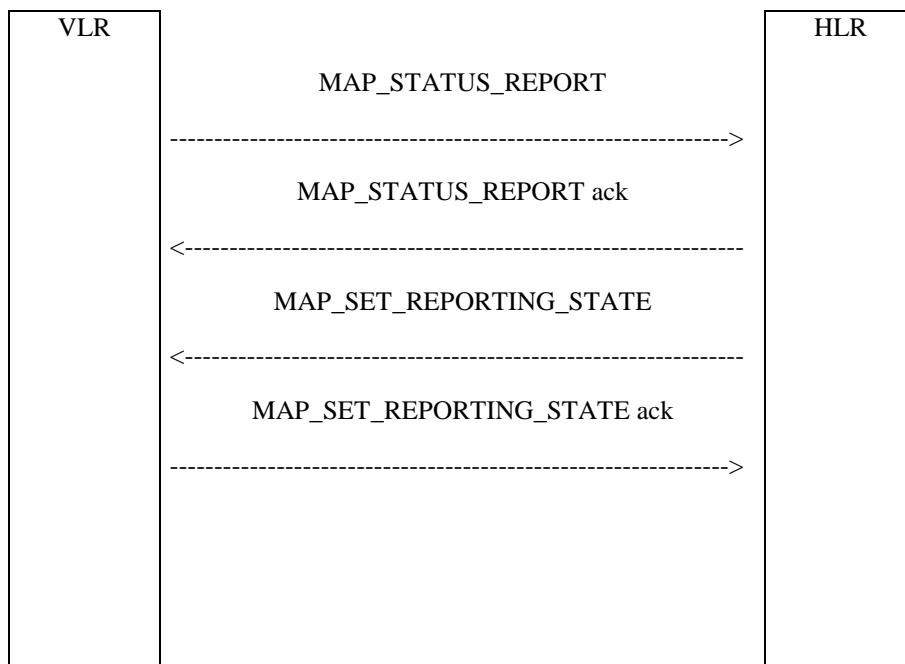 VLR HLR
MAP_STATUS_REPORT
MAP_STATUS_REPORT ack
MAP_SET_REPORTING_STATE
MAP_SET_REPORTING_STATE ack